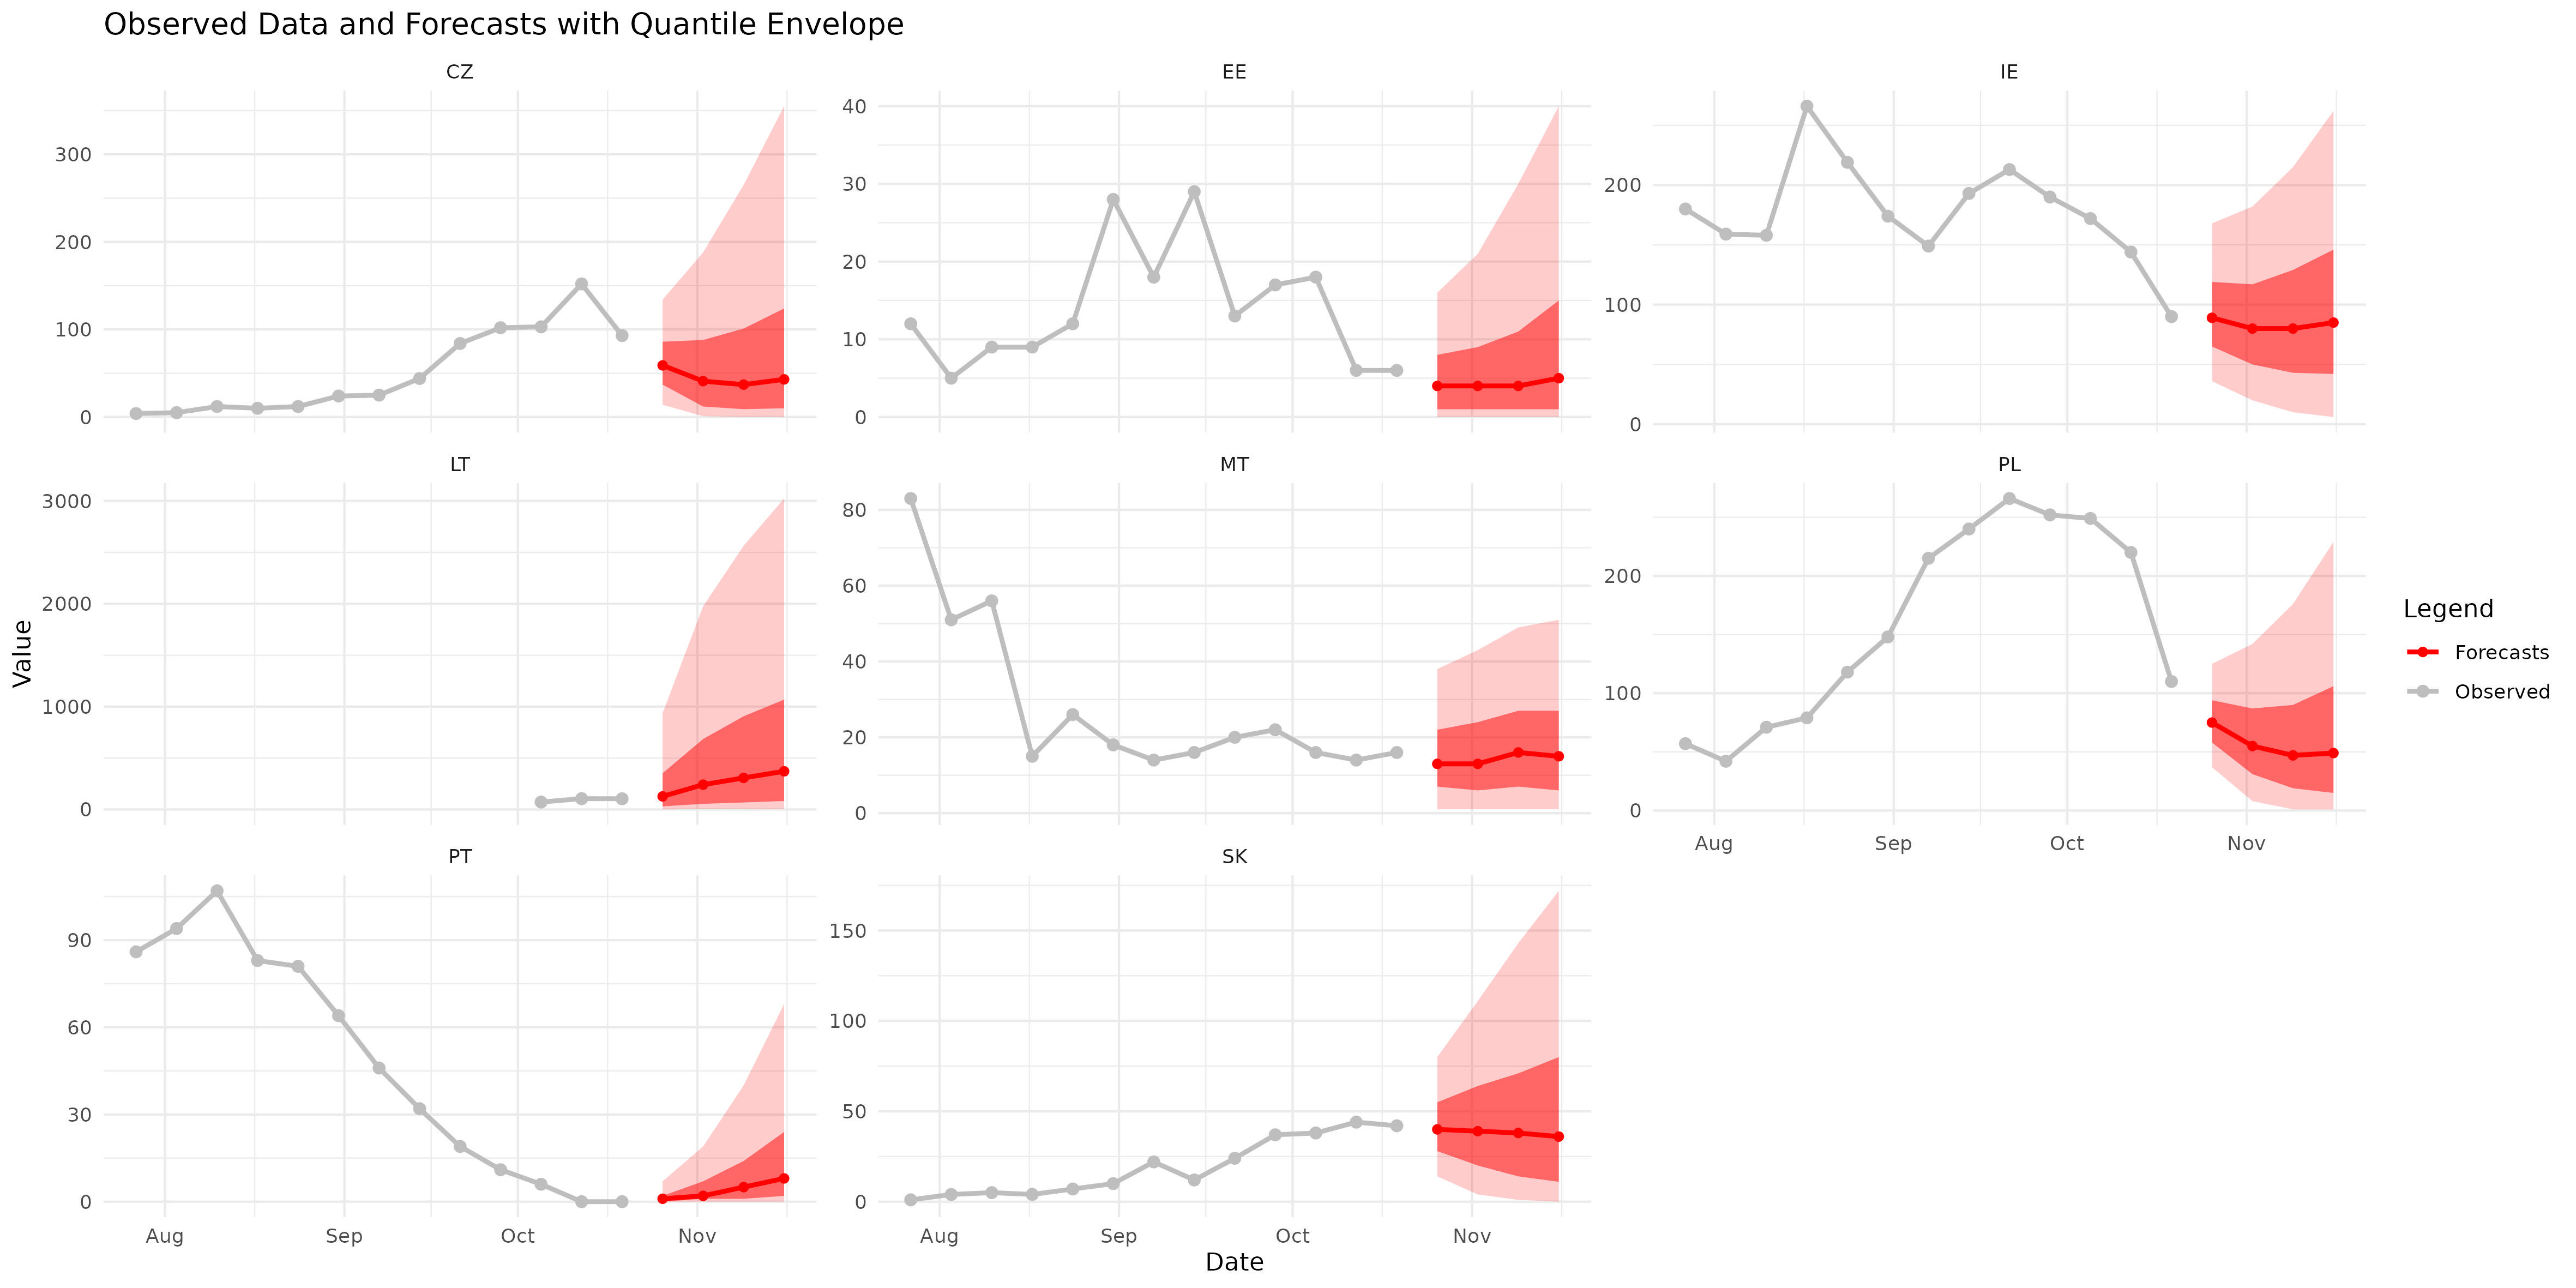 Observed Data and Forecasts with Quantile Envelope
CZ
EE
IE
300
200
100
0
40
30
20
10
0
200
100
0
LT
MT
PL
3000
2000
1000
0
80
60
40
20
0
200
100
0
Aug Sep Oct Nov
PT
SK
90
60
30
0
150
100
50
0
Aug Sep Oct Nov
Aug Sep Oct Nov
Date
Value
Legend
Forecasts
Observed